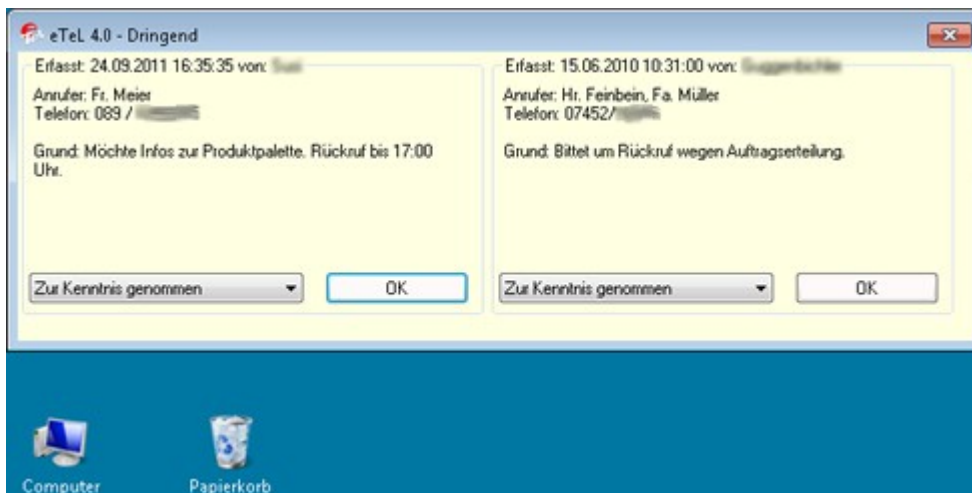 eTeL 4.0 - Dringend
Erfasst: 24.09.2011 16:35:35 von:
Anrufer: Fr. Meier
Telefon: 089 /
Grund: Möchte Infos zur Produktpalette. Rückruf bis 17:00
Uhr.
Zur Kenntnis genommen
OK
Erfasst: 15.06.2010 10:31:00 von:
Anrufer: Hr. Feinbein, Fa. Müller
Telefon: 07452/
Grund: Bittet um Rückruf wegen Auftragserteilung.
Zur Kenntnis genommen
OK
Computer
Papierkorb